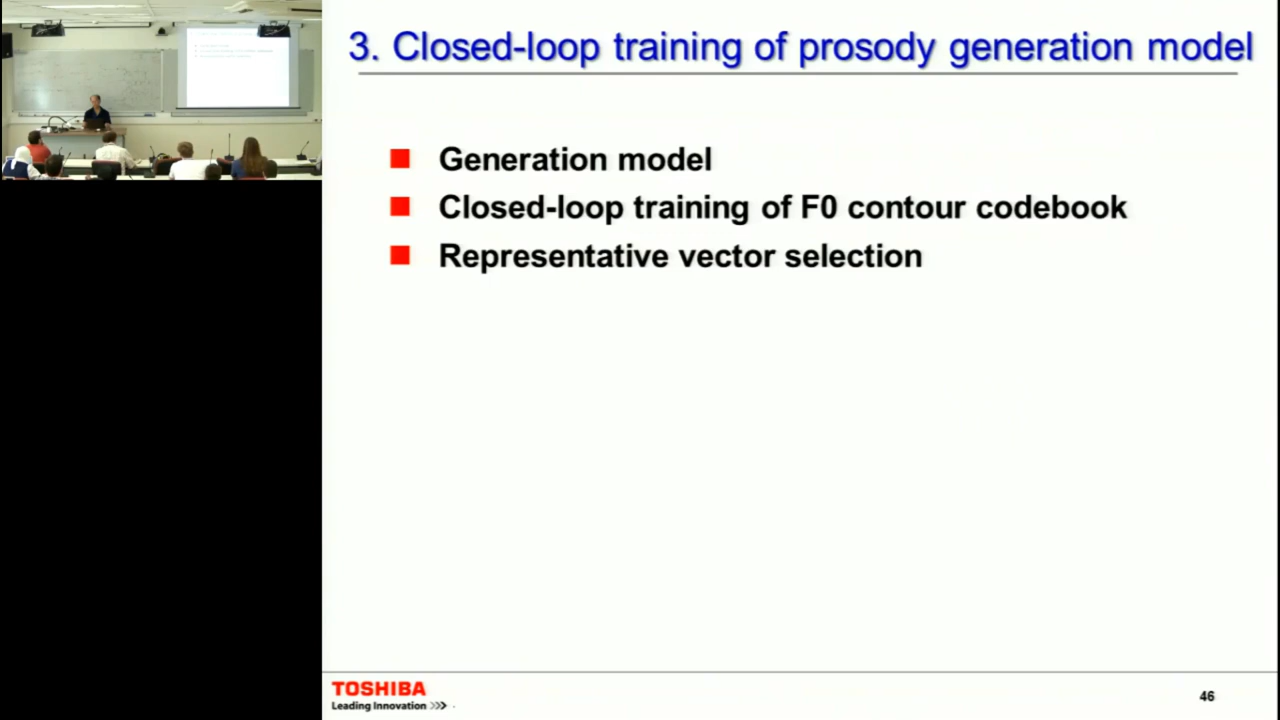 3. Closed-loop training of prosody generation model
Generation model
Closed-loop training of F0 contour codebook
Representative vector selection
TOSHIBA
Leading Innovation >>>
46